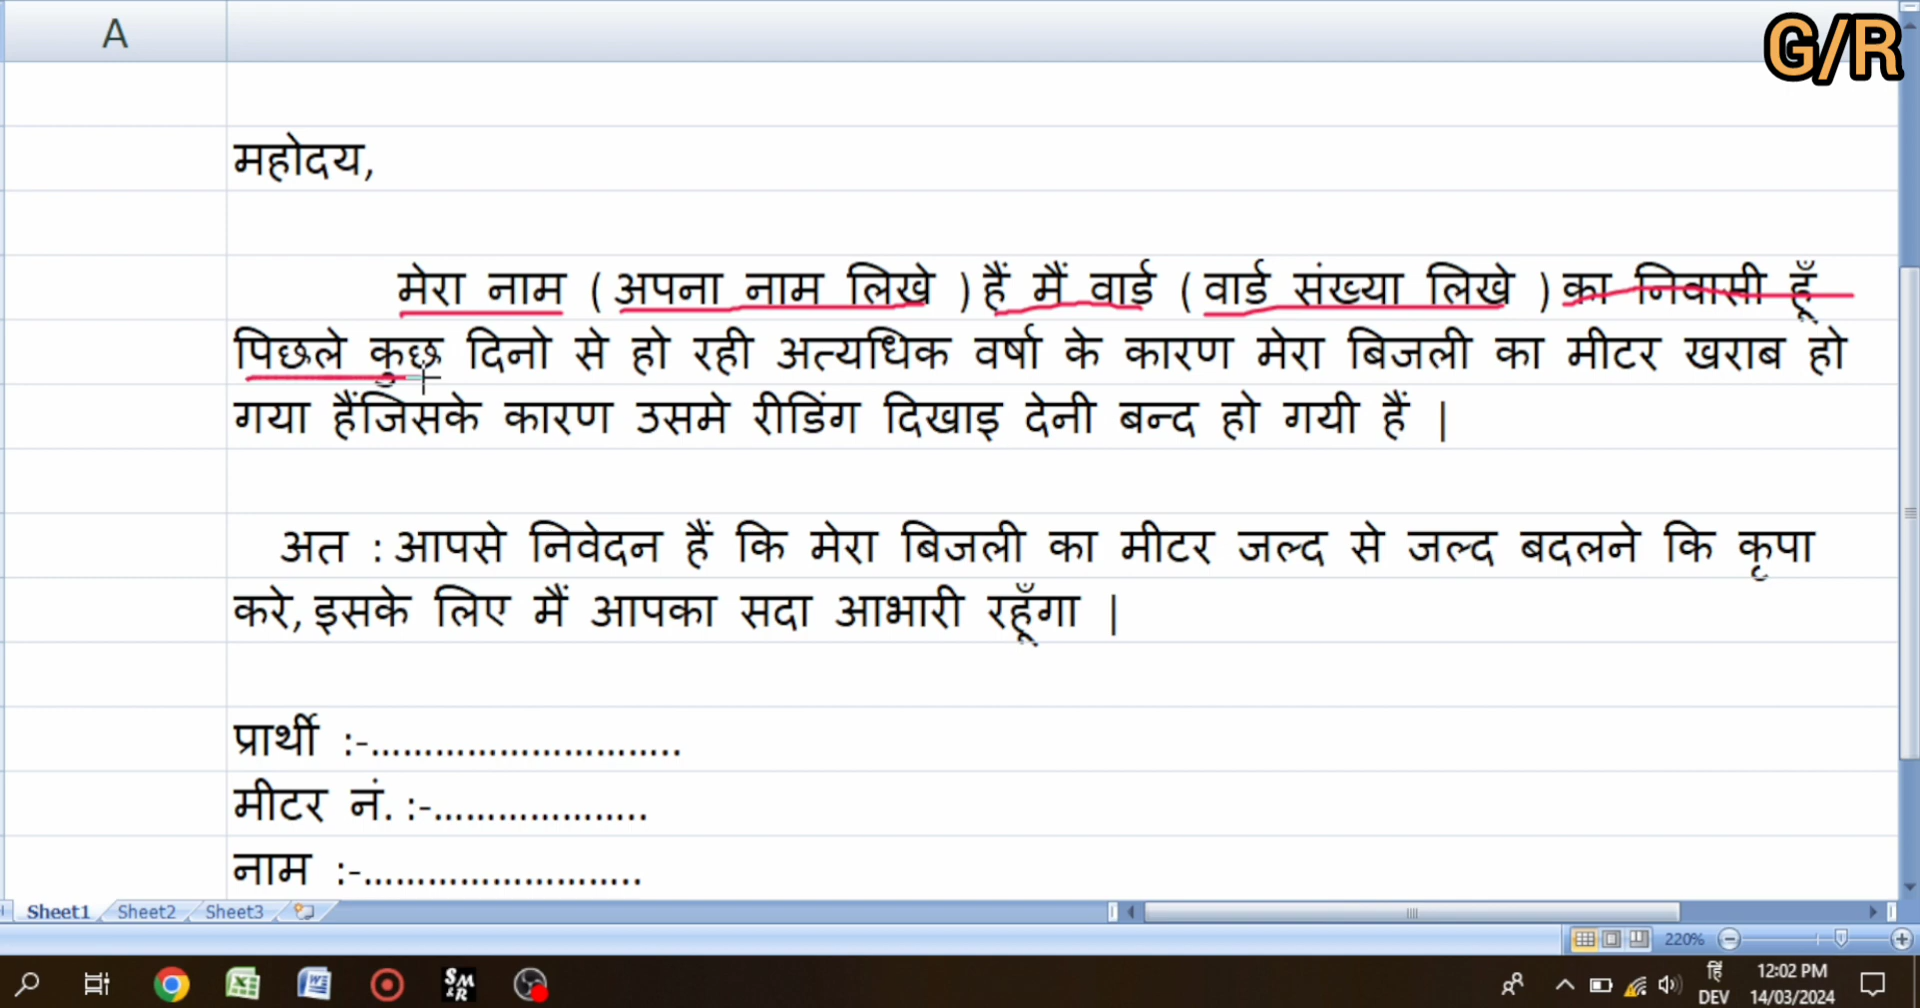 A
G/R
महोदय,
मेरा नाम ( अपना नाम लिखे ) हैं मैं वार्ड ( वार्ड संख्या लिखे ) का निवासी हूँ
पिछले कुछ दिनो से हो रही अत्यधिक वर्षा के कारण मेरा बिजली का मीटर खराब हो
गया हैंजिसके कारण उसमे रीडिंग दिखाइ देनी बन्द हो गयी हैं |
अत : आपसे निवेदन हैं कि मेरा बिजली का मीटर जल्द से जल्द बदलने कि कृपा
करे, इसके लिए मैं आपका सदा आभारी रहूँगा |
प्रार्थी :-...........................
मीटर नं. :-...................
नाम :-.........................
Sheet1 Sheet2 Sheet3
220%
S M & R
हिं 12:02 PM
DEV 14/03/2024